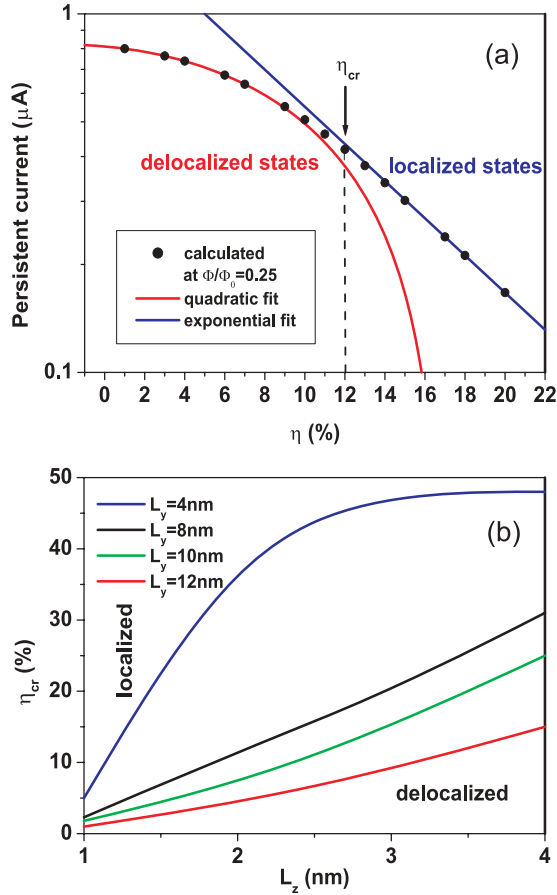 1
(a)
η_cr
delocalized states
localized states
calculated
at Φ/Φ_0=0.25
quadratic fit
exponential fit
Persistent current (μA)
0.1
0 2 4 6 8 10 12 14 16 18 20 22
η (%)
50
L_y=4nm
(b)
L_y=8nm
40
L_y=10nm
L_y=12nm
localized
30
η_cr (%)
20
10
delocalized
0
1 2 3 4
L_z (nm)